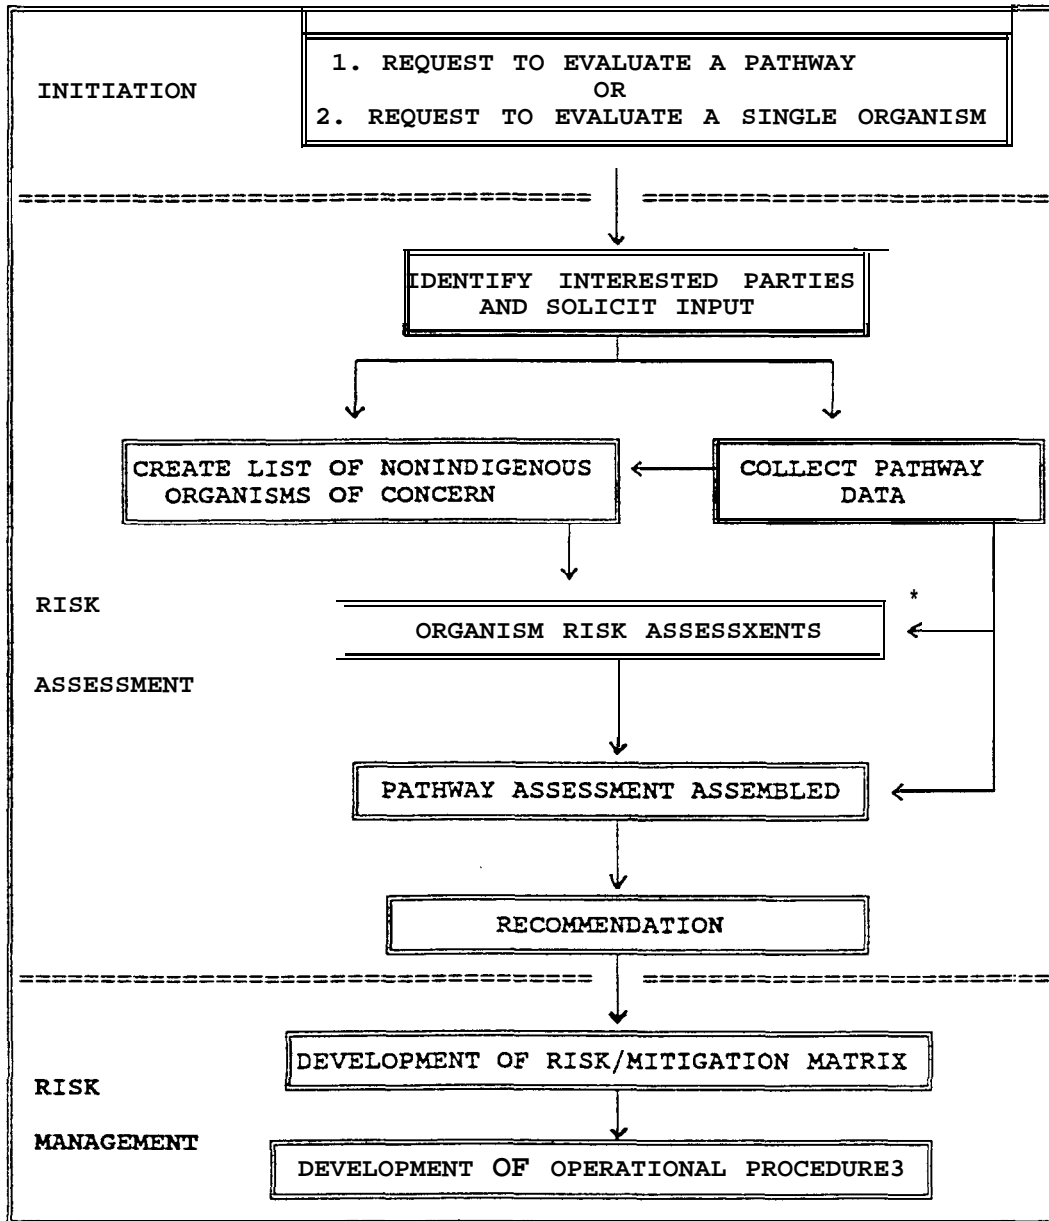 INITIATION
1. REQUEST TO EVALUATE A PATHWAY
OR
2. REQUEST TO EVALUATE A SINGLE ORGANISM
IDENTIFY INTERESTED PARTIES
AND SOLICIT INPUT
CREATE LIST OF NONINDIGENOUS
ORGANISMS OF CONCERN
COLLECT PATHWAY
DATA
RISK
ASSESSMENT
*
ORGANISM RISK ASSESSXENTS
PATHWAY ASSESSMENT ASSEMBLED
RECOMMENDATION
RISK
MANAGEMENT
DEVELOPMENT OF RISK/MITIGATION MATRIX
DEVELOPMENT OF OPERATIONAL PROCEDURE3